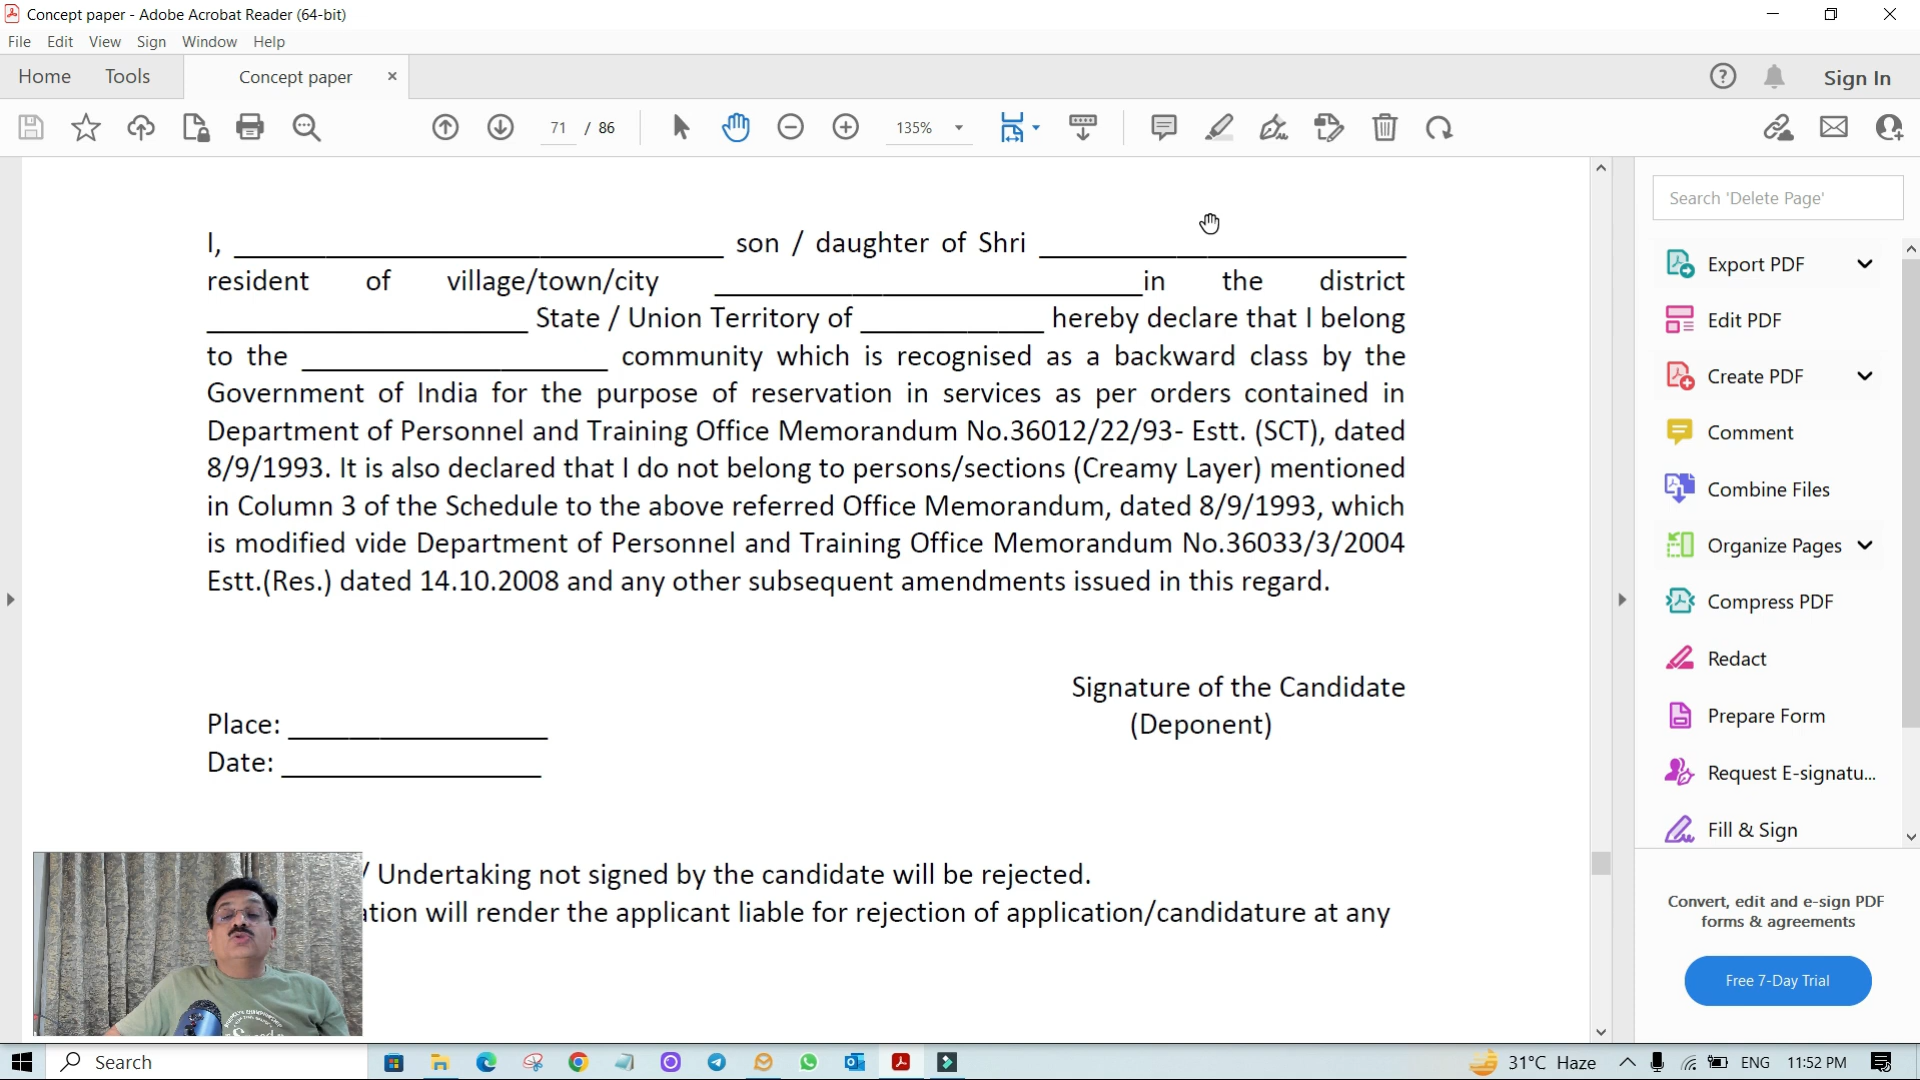 Concept paper - Adobe Acrobat Reader (64-bit)
File Edit View Sign Window Help
Home Tools Concept paper × Sign In
71 / 86 135%
Search 'Delete Page'
I, ______ son / daughter of Shri ______
resident of village/town/city ______in the district
______ State / Union Territory of ______ hereby declare that I belong
to the ______ community which is recognised as a backward class by the
Government of India for the purpose of reservation in services as per orders contained in
Department of Personnel and Training Office Memorandum No.36012/22/93- Estt. (SCT), dated
8/9/1993. It is also declared that I do not belong to persons/sections (Creamy Layer) mentioned
in Column 3 of the Schedule to the above referred Office Memorandum, dated 8/9/1993, which
is modified vide Department of Personnel and Training Office Memorandum No.36033/3/2004
Estt.(Res.) dated 14.10.2008 and any other subsequent amendments issued in this regard.
Signature of the Candidate
(Deponent)
Place: ______
Date: ______
/ Undertaking not signed by the candidate will be rejected.
ation will render the applicant liable for rejection of application/candidature at any
Export PDF
Edit PDF
Create PDF
Comment
Combine Files
Organize Pages
Compress PDF
Redact
Prepare Form
Request E-signatu...
Fill & Sign
Convert, edit and e-sign PDF
forms & agreements
Free 7-Day Trial
Search
31°C Haze ENG 11:52 PM